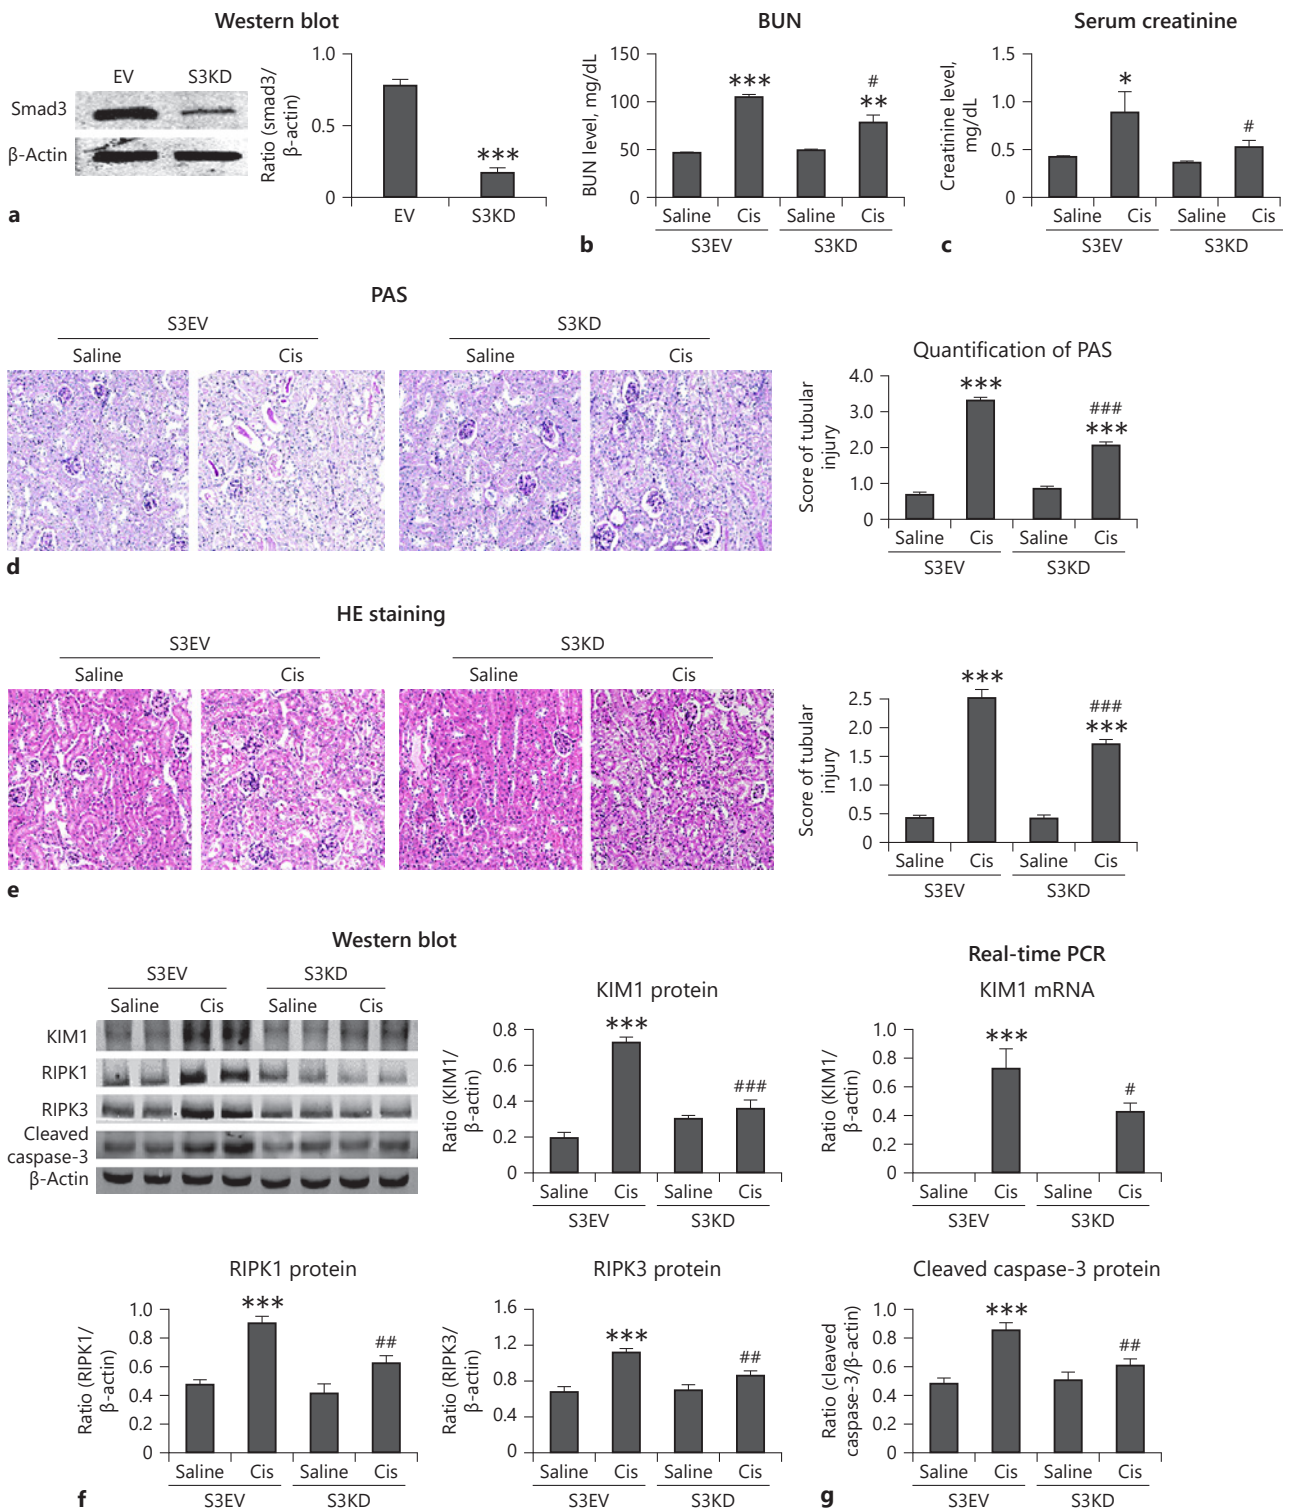 Western blot
EV S3KD
Smad3
β-Actin
Ratio (smad3/
β-actin)
1.0
0.5
0
***
EV S3KD
a
BUN
BUN level, mg/dL
150
100
50
0
***
#
**
Saline Cis Saline Cis
S3EV S3KD
b
Serum creatinine
Creatinine level,
mg/dL
1.5
1.0
0.5
0
*
#
Saline Cis Saline Cis
S3EV S3KD
c
PAS
S3EV S3KD
Saline Cis Saline Cis
Quantification of PAS
Score of tubular
injury
4.0
3.0
2.0
1.0
0
***
###
***
Saline Cis Saline Cis
S3EV S3KD
d
HE staining
S3EV S3KD
Saline Cis Saline Cis
Score of tubular
injury
2.5
2.0
1.5
1.0
0.5
0
***
###
***
Saline Cis Saline Cis
S3EV S3KD
e
Western blot
S3EV S3KD
Saline Cis Saline Cis
KIM1
RIPK1
RIPK3
Cleaved
caspase-3
β-Actin
KIM1 protein
Ratio (KIM1/
β-actin)
0.8
0.6
0.4
0.2
0
***
###
Saline Cis Saline Cis
S3EV S3KD
Real-time PCR
KIM1 mRNA
Ratio (KIM1/
β-actin)
1.0
0.8
0.6
0.4
0.2
0
***
#
Saline Cis Saline Cis
S3EV S3KD
RIPK1 protein
Ratio (RIPK1/
β-actin)
1.0
0.8
0.6
0.4
0.2
0
***
##
Saline Cis Saline Cis
S3EV S3KD
f
RIPK3 protein
Ratio (RIPK3/
β-actin)
1.6
1.2
0.8
0.4
0
***
##
Saline Cis Saline Cis
S3EV S3KD
Cleaved caspase-3 protein
Ratio (cleaved
caspase-3/β-actin)
1.0
0.8
0.6
0.4
0.2
0
***
##
Saline Cis Saline Cis
S3EV S3KD
g